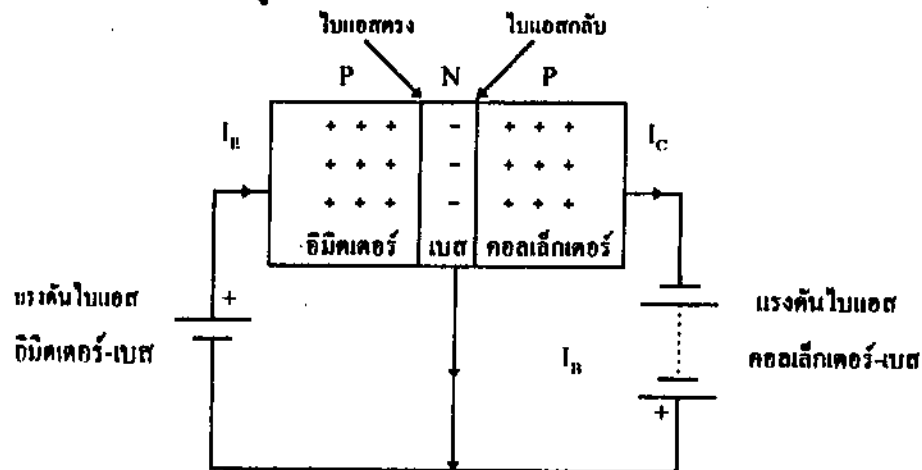 ไบแอสตรง ไบแอสกลับ
P N P
I_E I_C
+ + + - + + +
+ + + - + + +
+ + + - + + +
อิมิตเตอร์ เบส คอลเล็กเตอร์
แรงดันไบแอส + แรงดันไบแอส
อิมิตเตอร์-เบส I_B คอลเล็กเตอร์-เบส
+